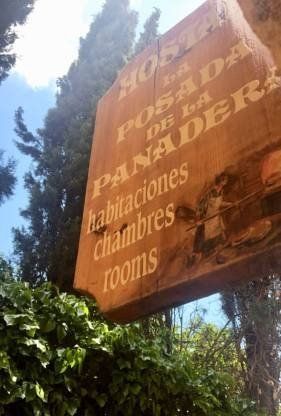 HOSTAL
LA
POSADA
DE LA
PANADERA
habitaciones
chambres
rooms